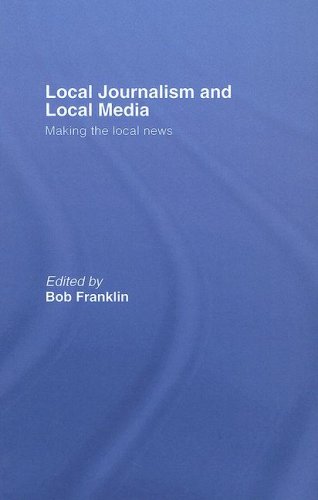 Local Journalism and
Local Media
Making the local news
Edited by
Bob Franklin